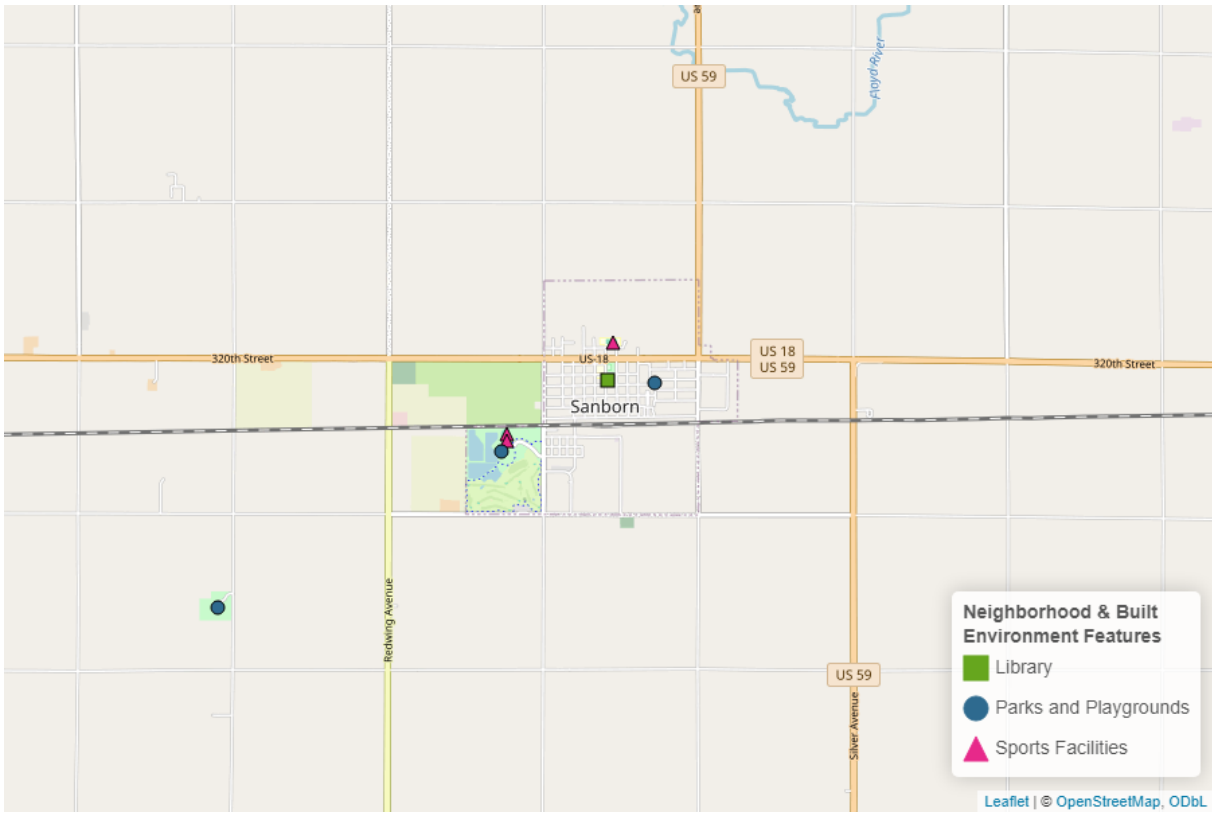 US 59
Floyd River
320th Street
US-18
US 18
US 59
320th Street
Sanborn
Redwing Avenue
US 59
Silver Avenue
Neighborhood & Built
Environment Features
Library
Parks and Playgrounds
Sports Facilities
Leaflet | © OpenStreetMap, ODbL